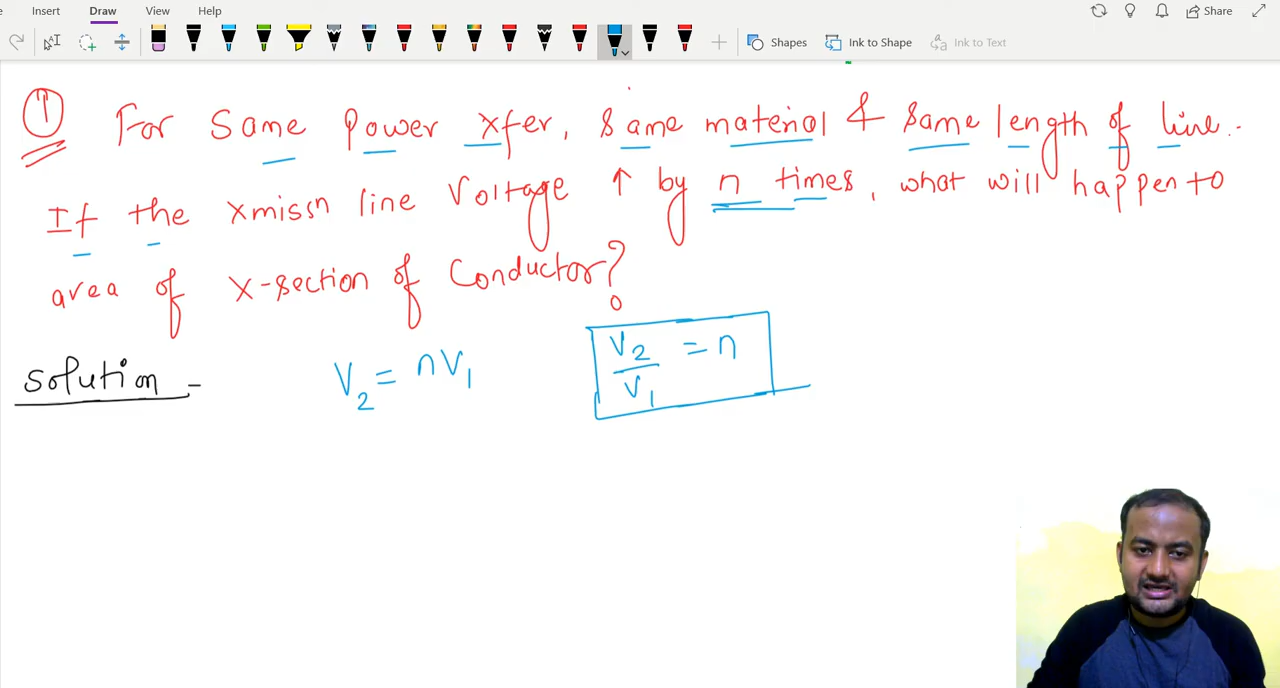 Insert Draw View Help
Share
Shapes Ink to Shape Ink to Text
① For Same Power xfer, same material & same length of line..
If the xmissn line Voltage ↑ by n times, what will happen to
area of x-section of Conductor?
Solution - V₂ = nV₁ V₂/V₁ = n